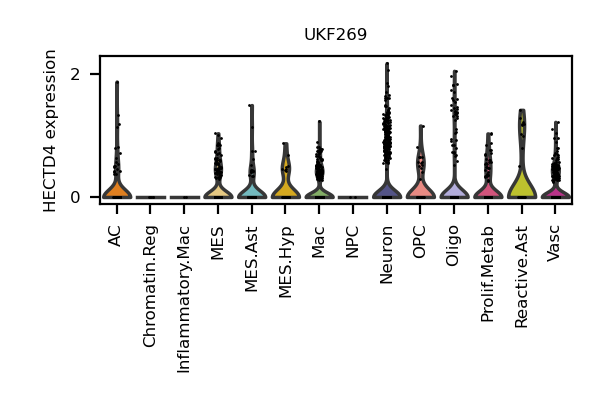 UKF269
HECTD4 expression
2
0
AC
Chromatin.Reg
Inflammatory.Mac
MES
MES.Ast
MES.Hyp
Mac
NPC
Neuron
OPC
Oligo
Prolif.Metab
Reactive.Ast
Vasc